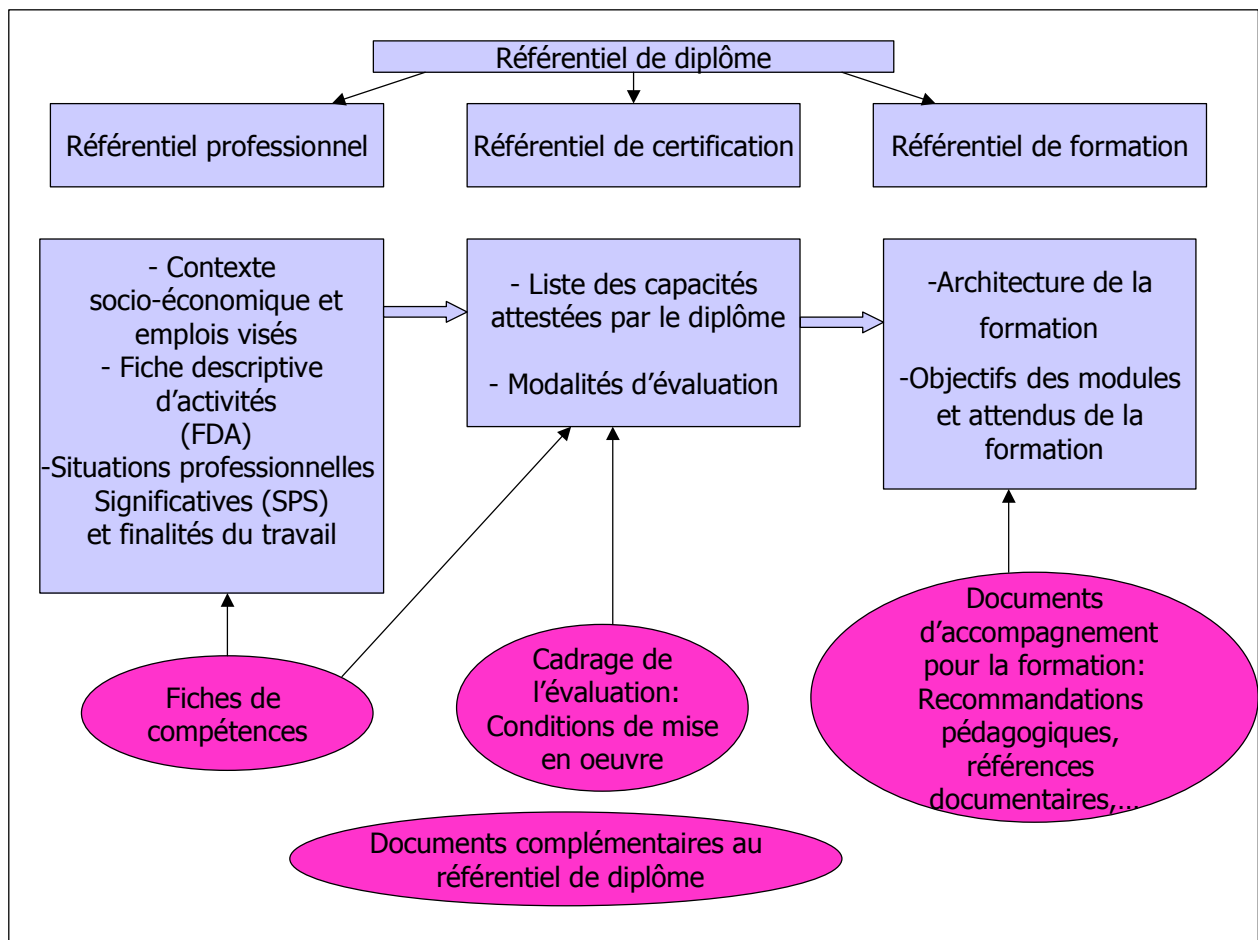 Référentiel de diplôme
Référentiel professionnel
Référentiel de certification
Référentiel de formation
- Contexte
socio-économique et
emplois visés
- Fiche descriptive
d'activités
(FDA)
-Situations professionnelles
Significatives (SPS)
et finalités du travail
- Liste des capacités
attestées par le diplôme
- Modalités d'évaluation
-Architecture de la
formation
-Objectifs des modules
et attendus de la
formation
Fiches de
compétences
Cadrage de
l'évaluation:
Conditions de mise
en oeuvre
Documents
d'accompagnement
pour la formation:
Recommandations
pédagogiques,
références
documentaires,...
Documents complémentaires au
référentiel de diplôme